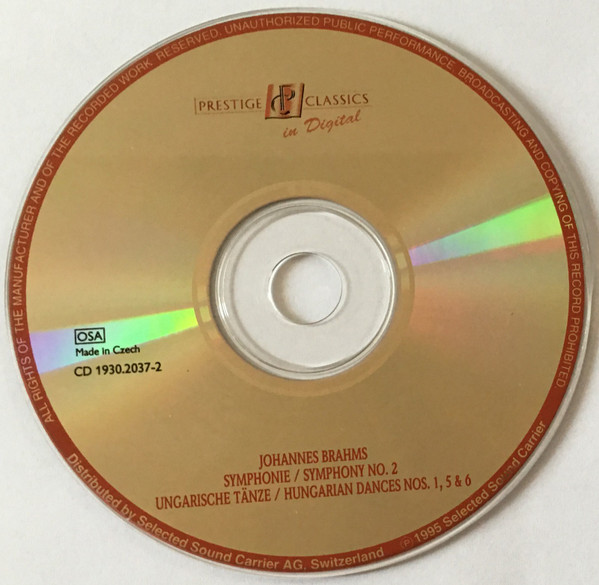 ALL RIGHTS OF THE MANUFACTURER AND OF THE RECORDED WORK RESERVED. UNAUTHORIZED PUBLIC PERFORMANCE, BROADCASTING AND COPYING OF THIS RECORD PROHIBITED.
PRESTIGE CLASSICS
in Digital
OSA
Made in Czech
CD 1930.2037-2
JOHANNES BRAHMS
SYMPHONIE / SYMPHONY NO. 2
UNGARISCHE TÄNZE / HUNGARIAN DANCES NOS. 1, 5 & 6
Distributed by Selected Sound Carrier AG. Switzerland
℗ 1995 Selected Sound Carrier